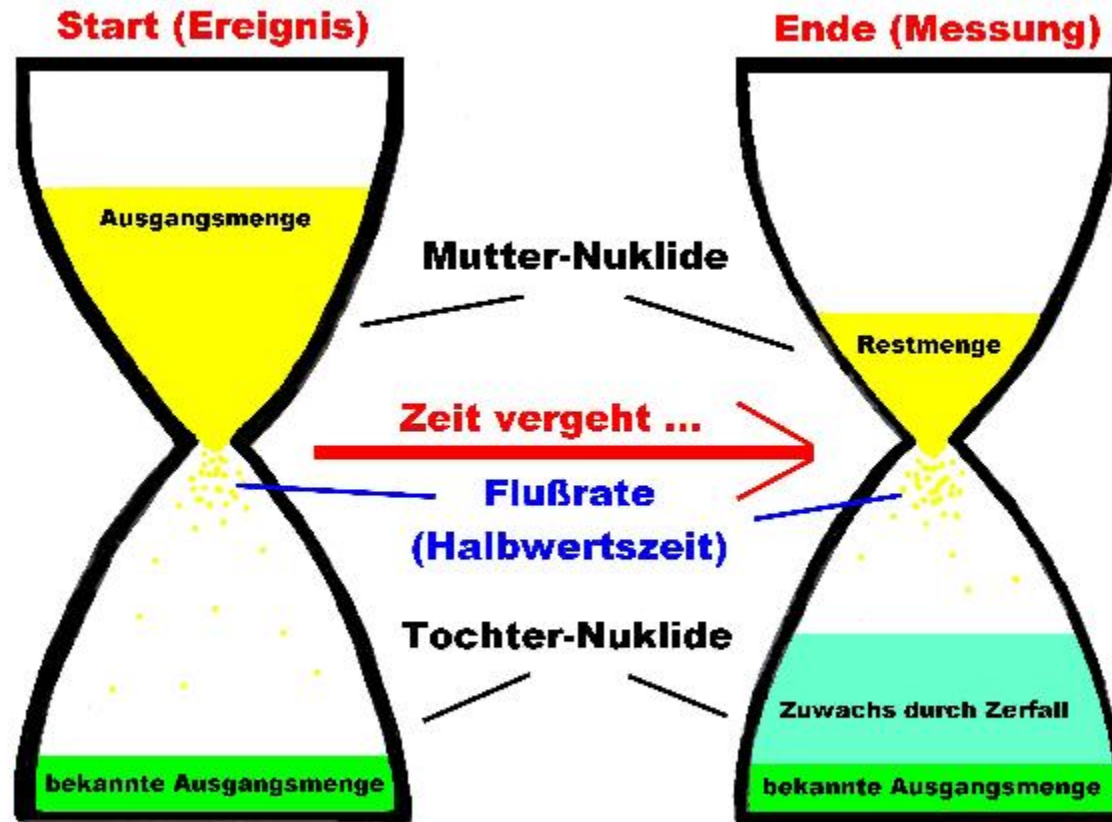 Start (Ereignis)
Ende (Messung)
Ausgangsmenge
Mutter-Nuklide
Restmenge
Zeit vergeht ...
Flußrate
(Halbwertszeit)
Tochter-Nuklide
Zuwachs durch Zerfall
bekannte Ausgangsmenge
bekannte Ausgangsmenge